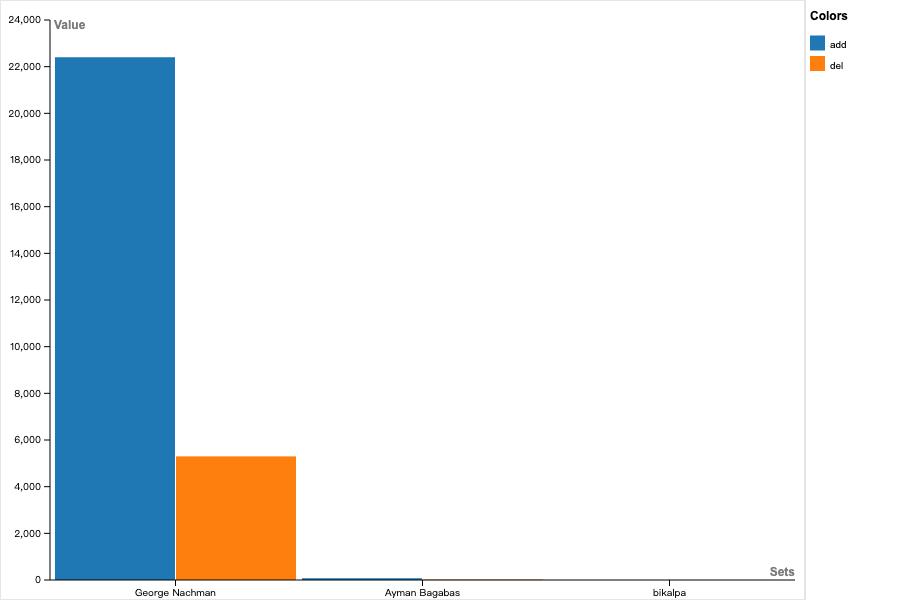 24,000
Value
22,000
20,000
18,000
16,000
14,000
12,000
10,000
8,000
6,000
4,000
2,000
0
Sets
George Nachman
Ayman Bagabas
bikalpa
Colors
add
del